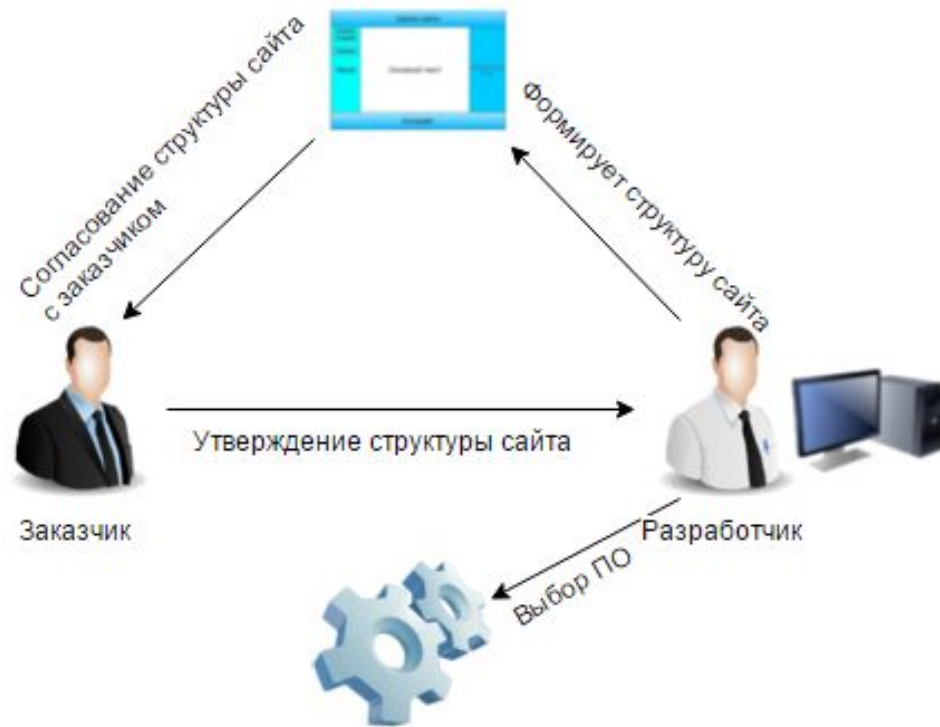 Согласование структуры сайта
с заказчиком
Формирует структуру сайта
Утверждение структуры сайта
Заказчик
Разработчик
Выбор ПО